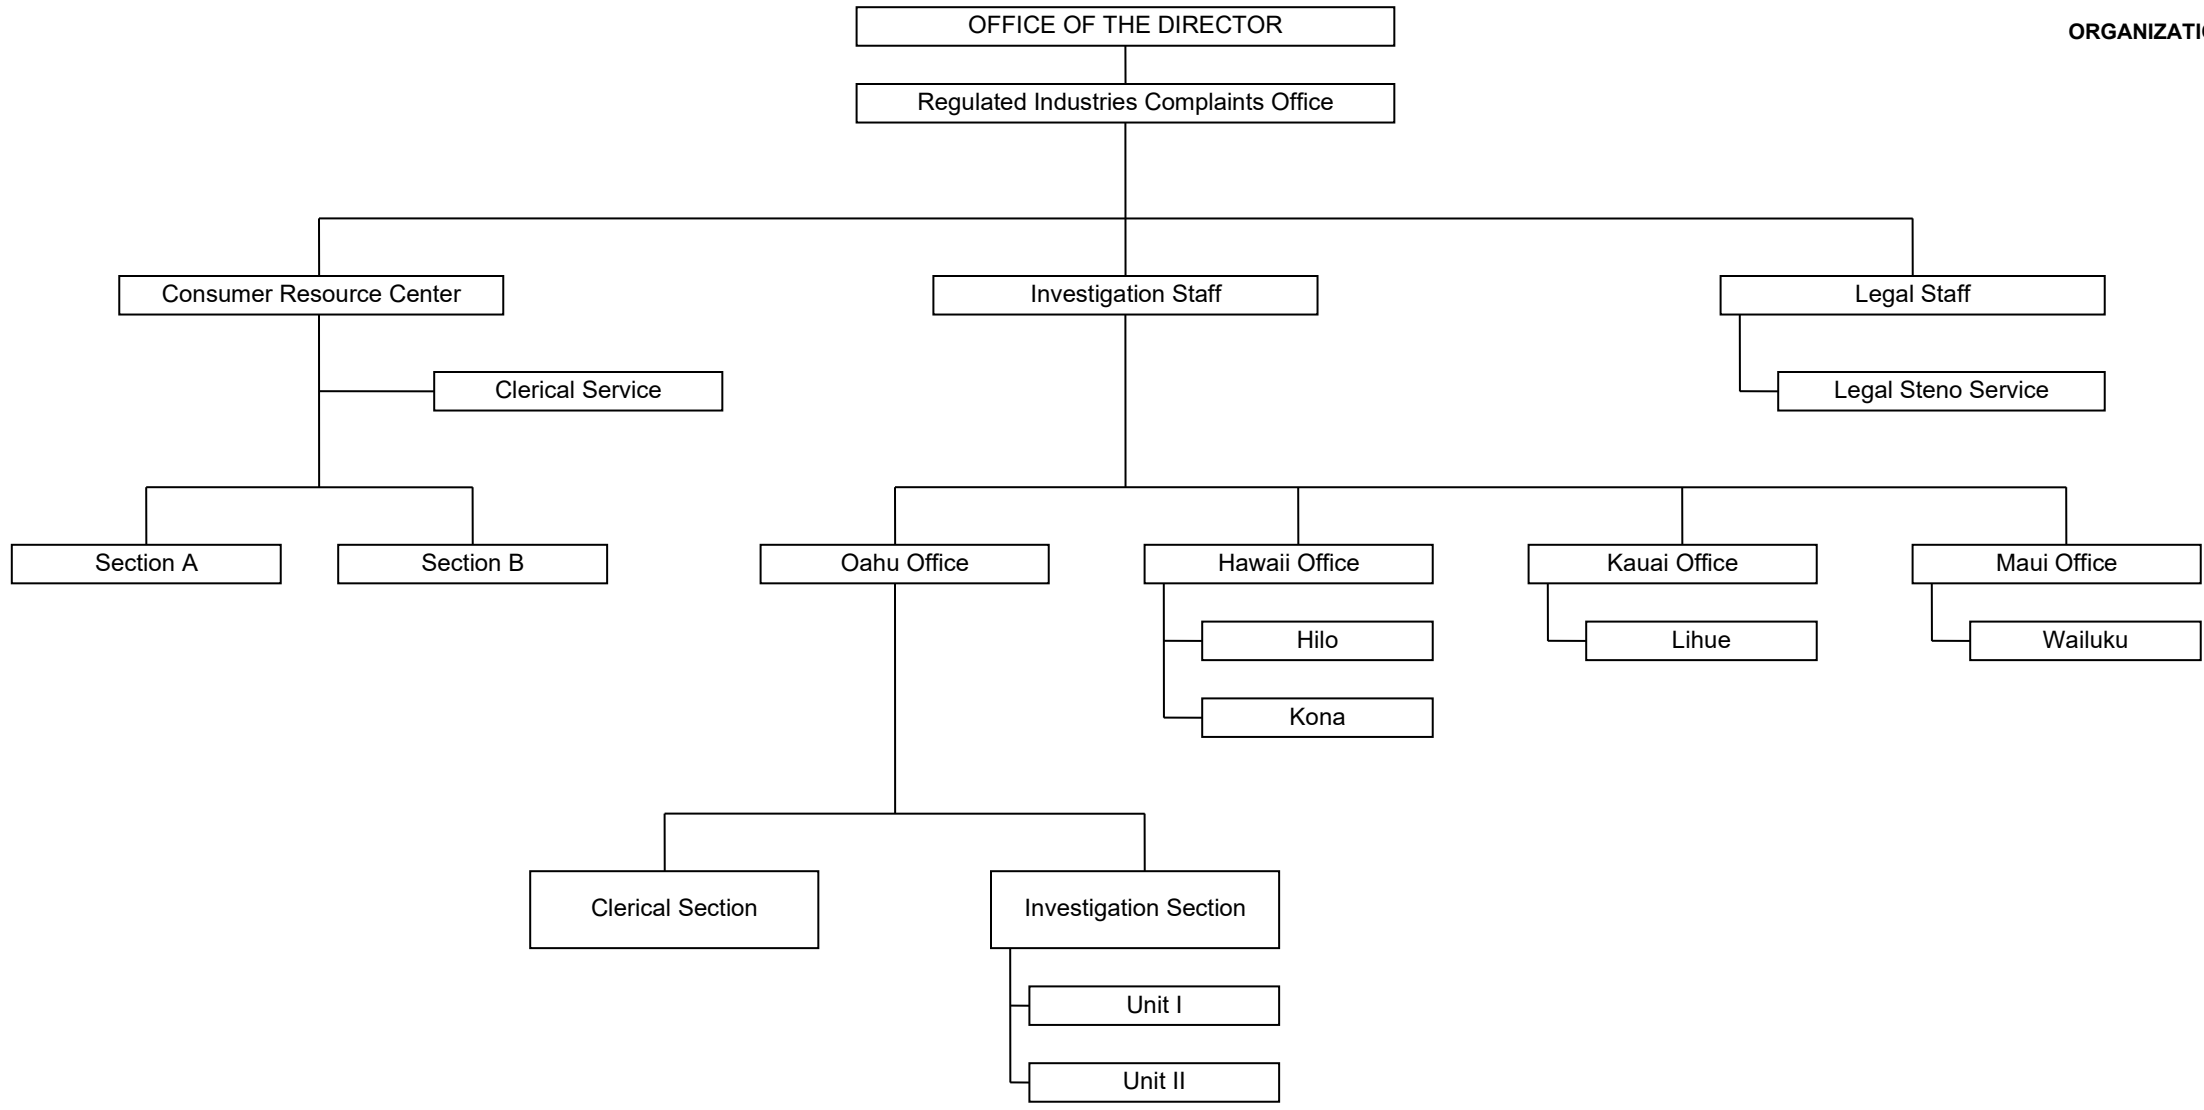 OFFICE OF THE DIRECTOR
Regulated Industries Complaints Office
Consumer Resource Center
Investigation Staff
Legal Staff
Clerical Service
Legal Steno Service
Section A
Section B
Oahu Office
Hawaii Office
Kauai Office
Maui Office
Hilo
Lihue
Wailuku
Kona
Clerical Section
Investigation Section
Unit I
Unit II